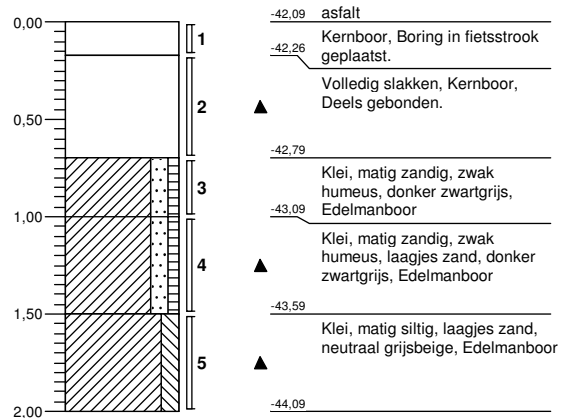 0,00
0,50
1,00
1,50
2,00
1
2
3
4
5
-42,09 asfalt
Kernboor, Boring in fietsstrook
geplaatst.
-42,26
Volledig slakken, Kernboor,
Deels gebonden.
-42,79
Klei, matig zandig, zwak
humeus, donker zwartgrijs,
Edelmanboor
-43,09
Klei, matig zandig, zwak
humeus, laagjes zand, donker
zwartgrijs, Edelmanboor
-43,59
Klei, matig siltig, laagjes zand,
neutraal grijsbeige, Edelmanboor
-44,09